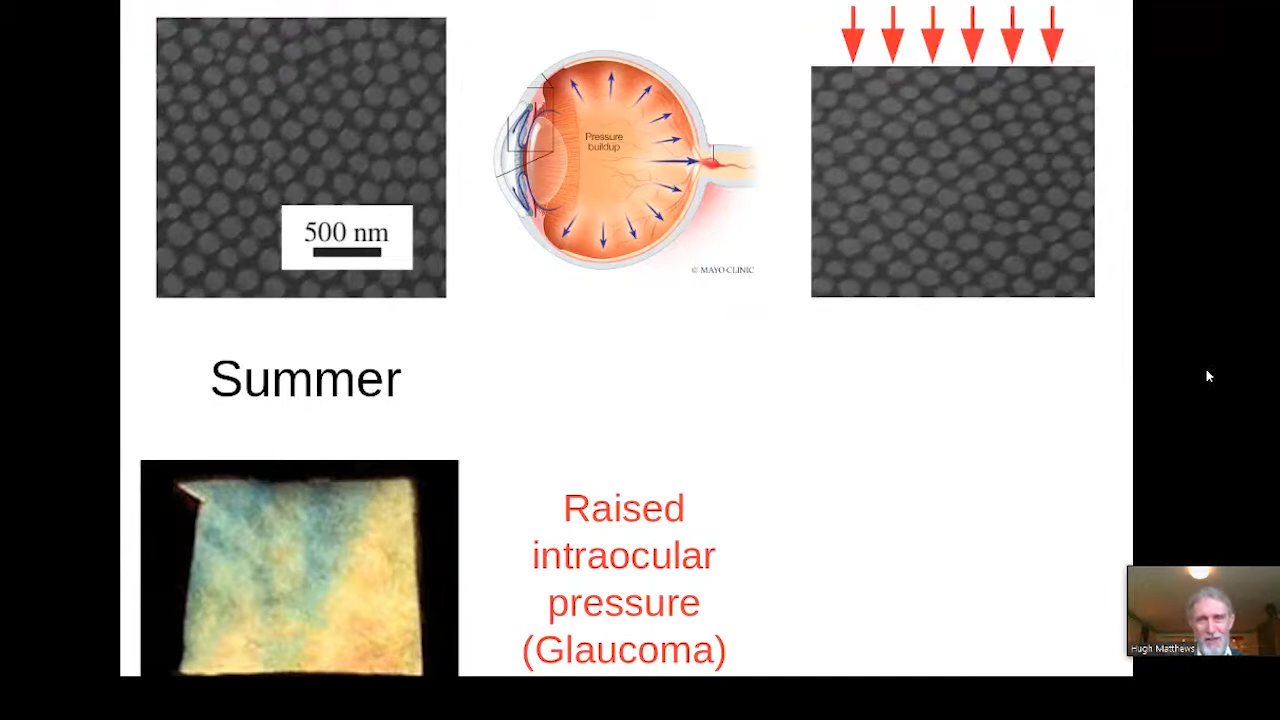 Pressure
buildup
500 nm
© MAYO CLINIC
Summer
Raised
intraocular
pressure
(Glaucoma)
Hugh Matthews